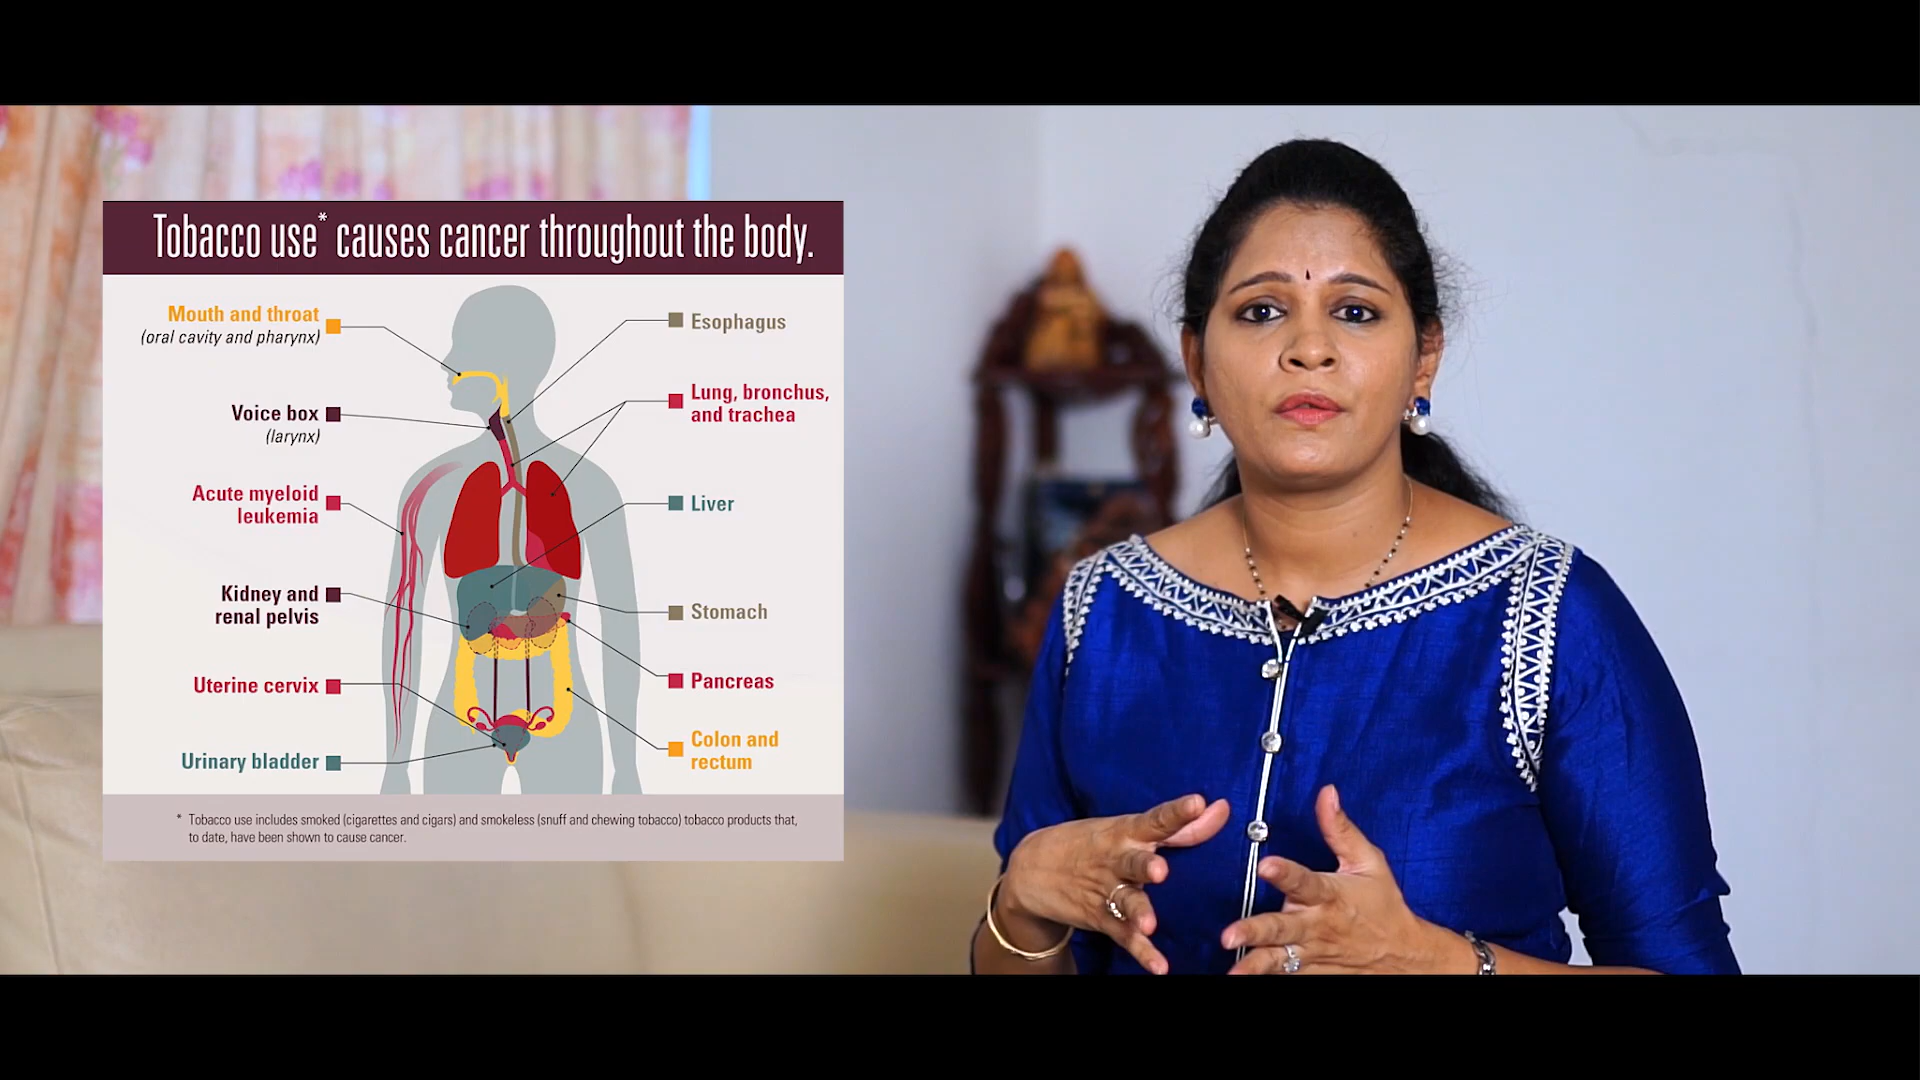 Tobacco use* causes cancer throughout the body.
Mouth and throat
(oral cavity and pharynx)
Voice box
(larynx)
Acute myeloid
leukemia
Kidney and
renal pelvis
Uterine cervix
Urinary bladder
Esophagus
Lung, bronchus,
and trachea
Liver
Stomach
Pancreas
Colon and
rectum
* Tobacco use includes smoked (cigarettes and cigars) and smokeless (snuff and chewing tobacco) tobacco products that,
to date, have been shown to cause cancer.